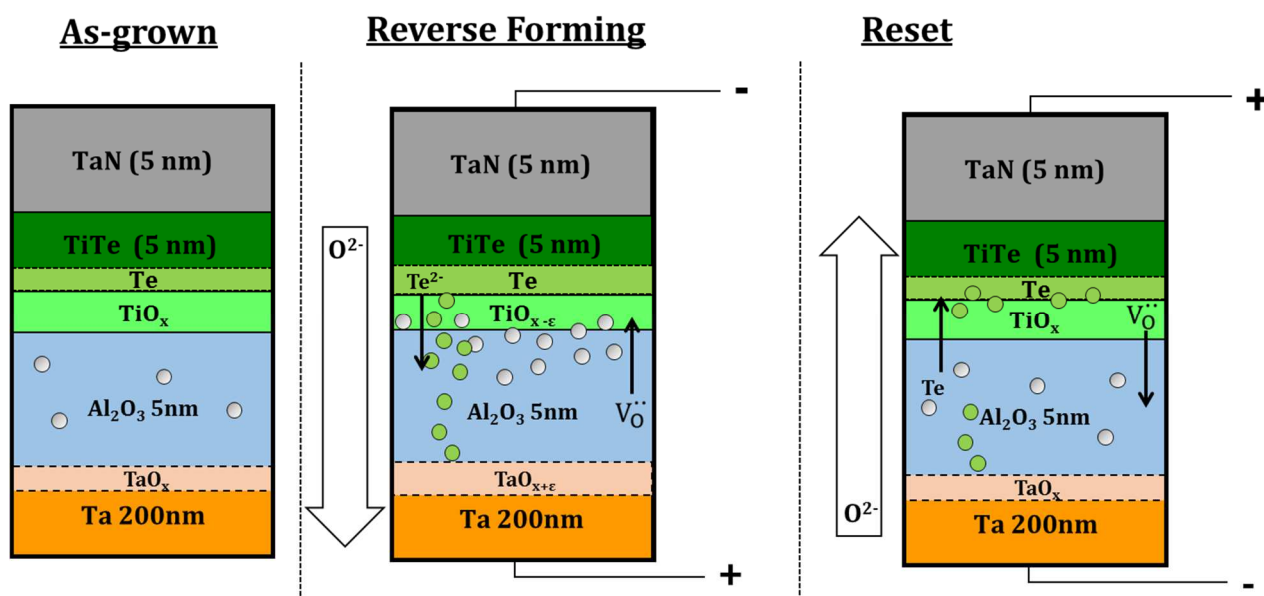 As-grown
Reverse Forming
Reset
TaN (5 nm)
TiTe (5 nm)
Te
TiOₓ
Al₂O₃ 5nm
TaOₓ
Ta 200nm
-
O²⁻
TaN (5 nm)
TiTe (5 nm)
Te²⁻
Te
TiOₓ₋ε
Al₂O₃ 5nm
V̈O
TaOₓ₊ε
Ta 200nm
+
+
TaN (5 nm)
TiTe (5 nm)
Te
TiOₓ
V̈O
Te
Al₂O₃ 5nm
TaOₓ
O²⁻
Ta 200nm
-